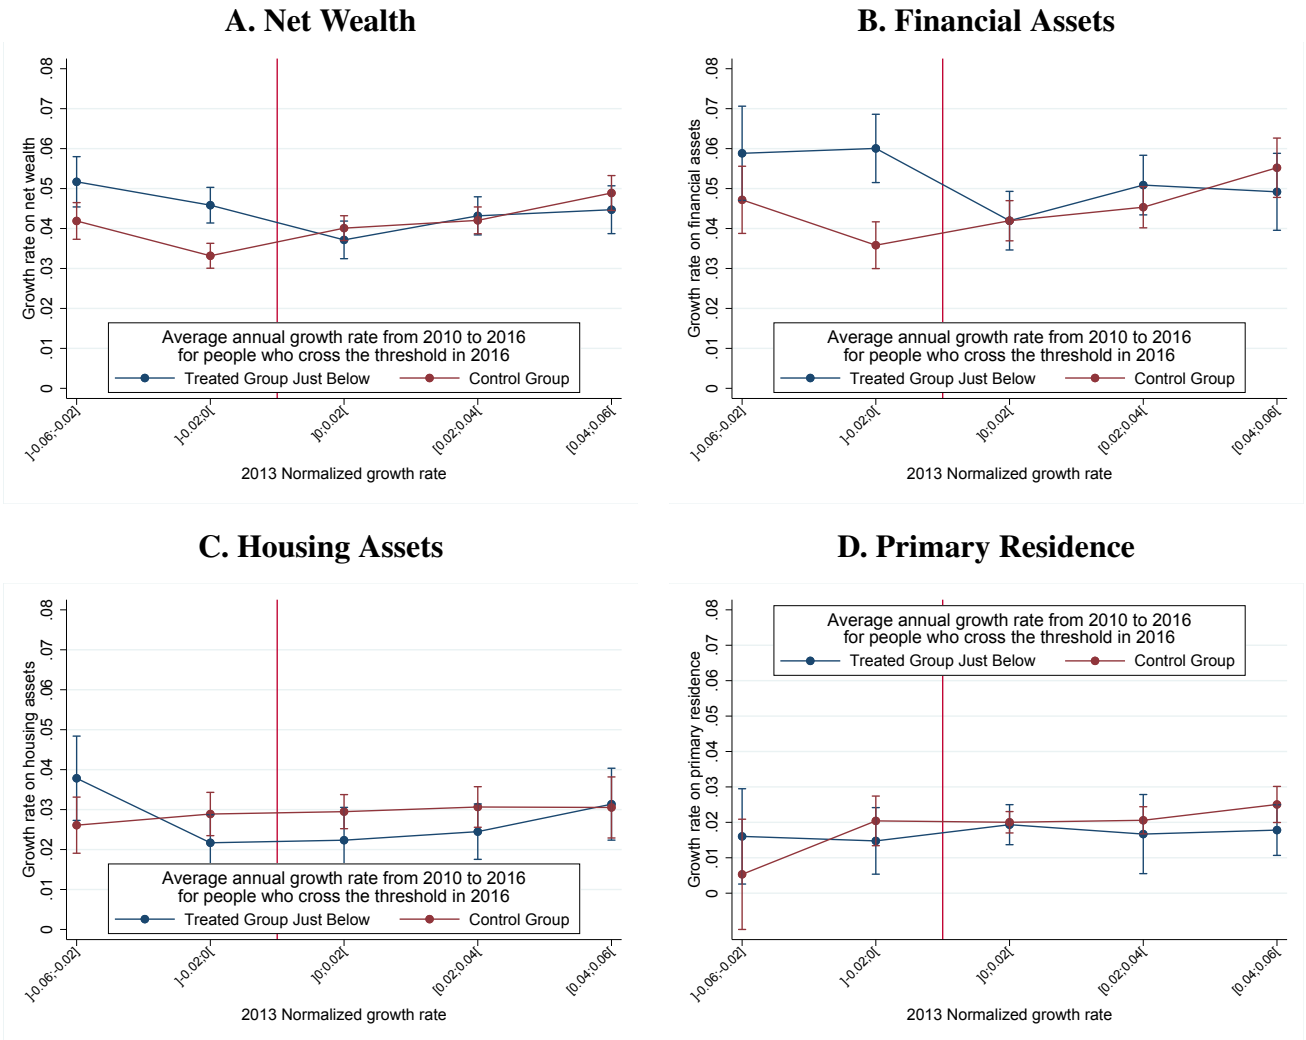 A. Net Wealth
Growth rate on net wealth
.08
.07
.06
.05
.04
.03
.02
.01
0
Average annual growth rate from 2010 to 2016
for people who cross the threshold in 2016
Treated Group Just Below
Control Group
]-0.06;-0.02]
]-0.02;0[
]0;0.02[
[0.02;0.04[
[0.04;0.06[
2013 Normalized growth rate
B. Financial Assets
Growth rate on financial assets
.08
.07
.06
.05
.04
.03
.02
.01
0
Average annual growth rate from 2010 to 2016
for people who cross the threshold in 2016
Treated Group Just Below
Control Group
]-0.06;-0.02]
]-0.02;0[
]0;0.02[
[0.02;0.04[
[0.04;0.06[
2013 Normalized growth rate
C. Housing Assets
Growth rate on housing assets
.08
.07
.06
.05
.04
.03
.02
.01
0
Average annual growth rate from 2010 to 2016
for people who cross the threshold in 2016
Treated Group Just Below
Control Group
]-0.06;-0.02]
]-0.02;0[
]0;0.02[
[0.02;0.04[
[0.04;0.06[
2013 Normalized growth rate
D. Primary Residence
Growth rate on primary residence
.08
.07
.06
.05
.04
.03
.02
.01
0
Average annual growth rate from 2010 to 2016
for people who cross the threshold in 2016
Treated Group Just Below
Control Group
]-0.06;-0.02]
]-0.02;0[
]0;0.02[
[0.02;0.04[
[0.04;0.06[
2013 Normalized growth rate